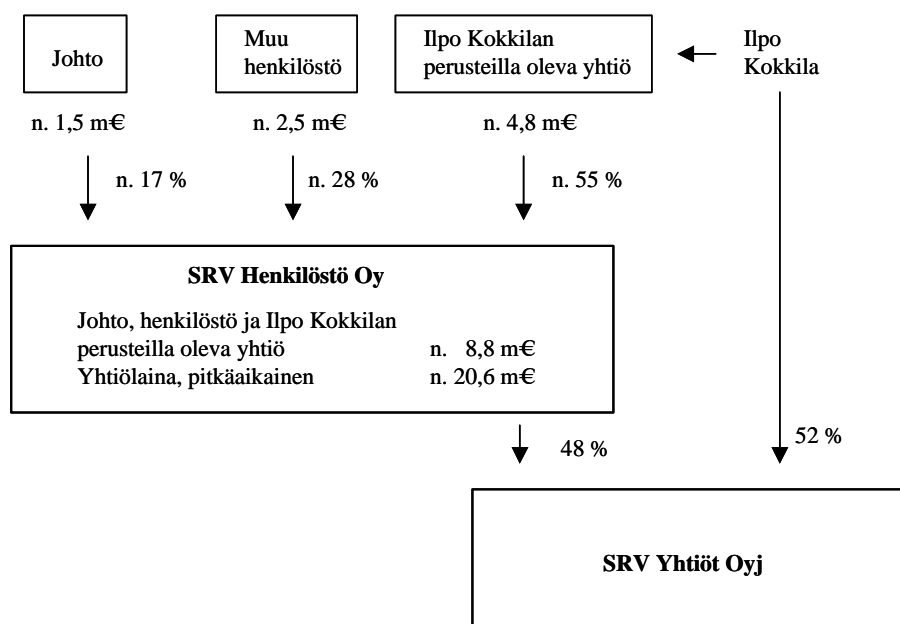 Johto
Muu
henkilöstö
Ilpo Kokkilan
perusteilla oleva yhtiö
Ilpo
Kokkila
n. 1,5 m€
n. 2,5 m€
n. 4,8 m€
n. 17 %
n. 28 %
n. 55 %
SRV Henkilöstö Oy
Johto, henkilöstö ja Ilpo Kokkilan
perusteilla oleva yhtiö n. 8,8 m€
Yhtiölaina, pitkäaikainen n. 20,6 m€
48 %
52 %
SRV Yhtiöt Oyj